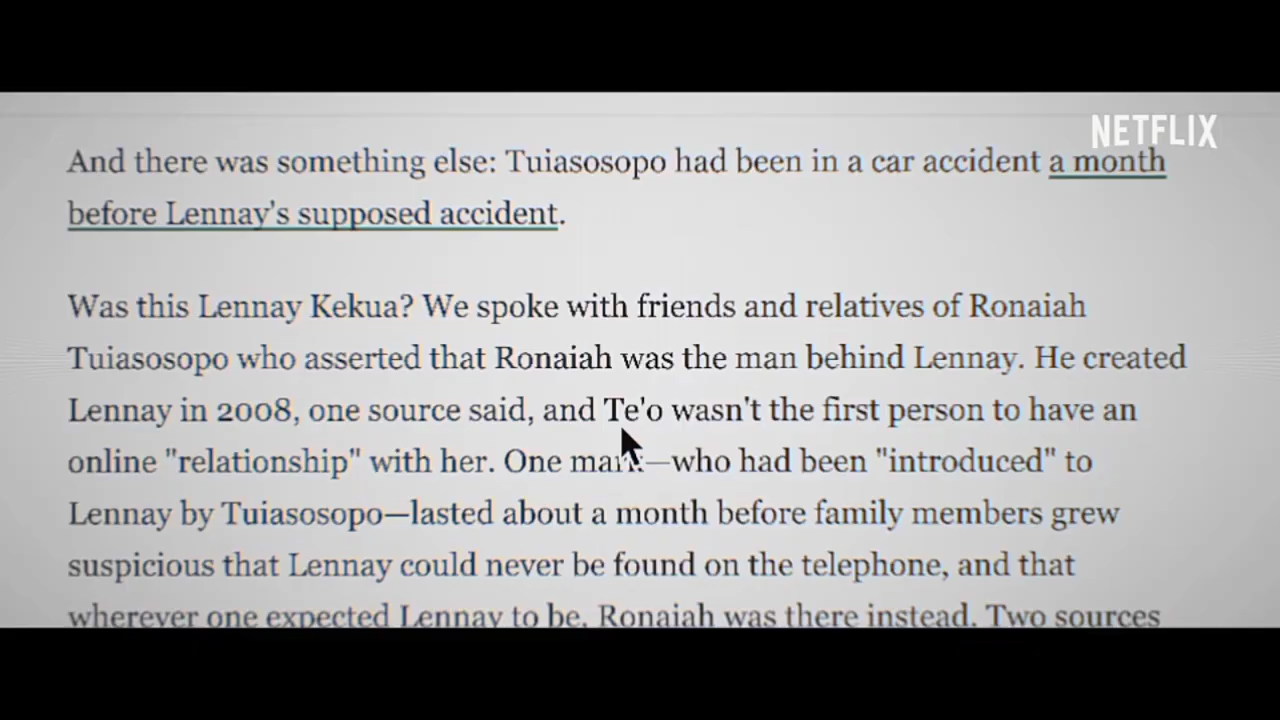 NETFLIX
And there was something else: Tuiasosopo had been in a car accident a month
before Lennay's supposed accident.
Was this Lennay Kekua? We spoke with friends and relatives of Ronaiah
Tuiasosopo who asserted that Ronaiah was the man behind Lennay. He created
Lennay in 2008, one source said, and Te'o wasn't the first person to have an
online "relationship" with her. One mark—who had been "introduced" to
Lennay by Tuiasosopo—lasted about a month before family members grew
suspicious that Lennay could never be found on the telephone, and that
wherever one expected Lennay to be, Ronaiah was there instead. Two sources